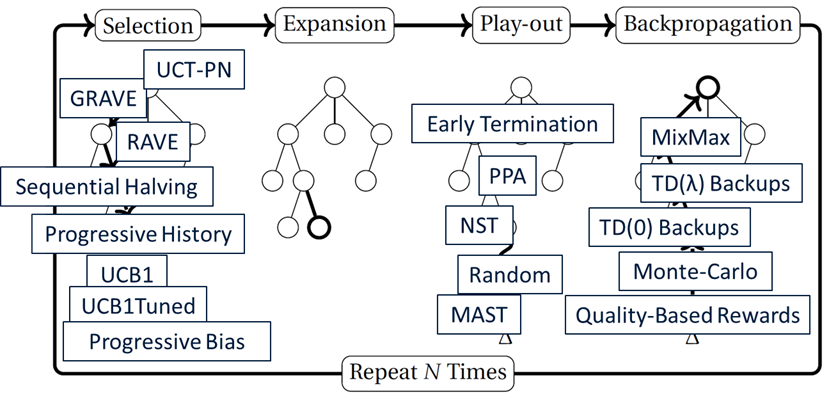 Selection
Expansion
Play-out
Backpropagation
UCT-PN
GRAVE
RAVE
Sequential Halving
Progressive History
UCB1
UCB1Tuned
Progressive Bias
Early Termination
PPA
NST
Random
MAST
MixMax
TD(λ) Backups
TD(0) Backups
Monte-Carlo
Quality-Based Rewards
Repeat N Times